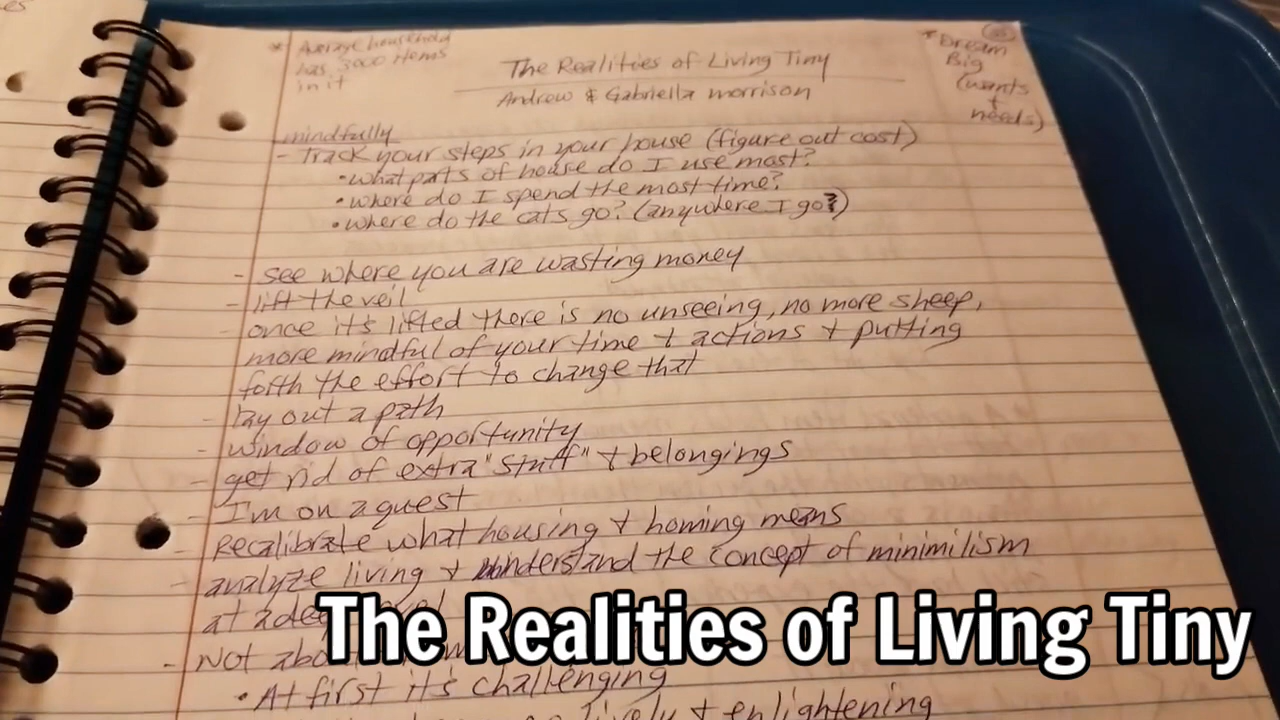 * Average household
has 3000 items
in it
The Realities of Living Tiny
Andrew & Gabriella morrison
* Dream
Big
(wants
+
needs)
mindfully
- Track your steps in your house (figure out cost)
• what parts of house do I use most?
• where do I spend the most time?
• where do the cats go? (anywhere I go?)
- see where you are wasting money
- lift the veil
- once it's lifted there is no unseeing, no more sheep,
more mindful of your time + actions + putting
forth the effort to change that
- lay out a path
- window of opportunity
- get rid of extra "stuff" + belongings
- I'm on a quest
- Recalibrate what housing + homing means
- analyze living + understand the concept of minimilism
at a
- Not
• At first it's challenging
+ enlightening
The Realities of Living Tiny